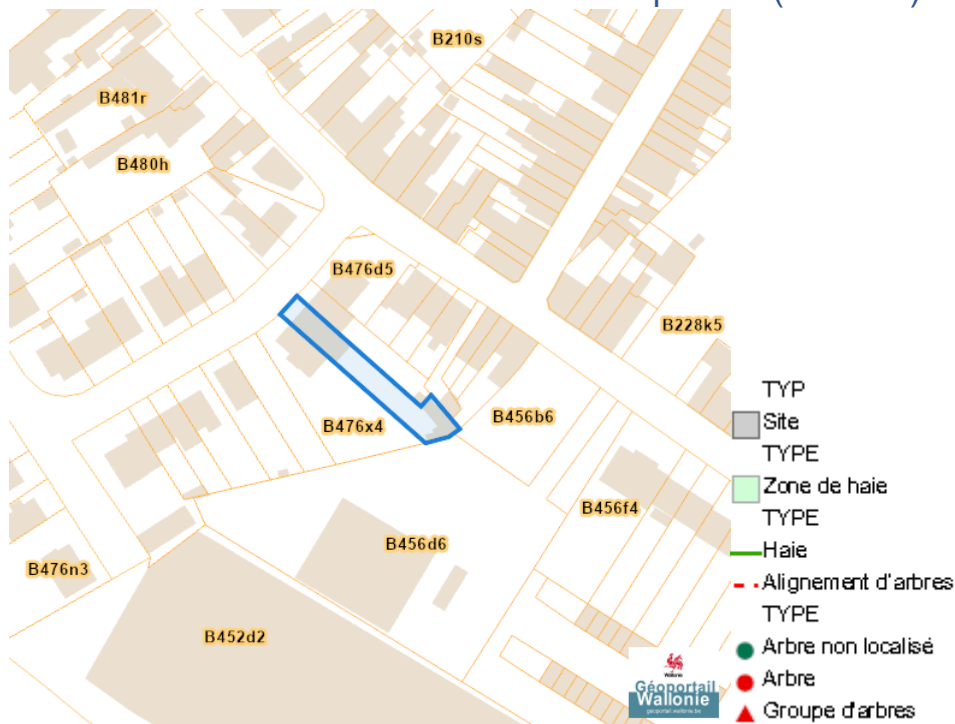 B210s
B481r
B480h
B476d5
B228k5
B476x4
B456b6
B456f4
B456d6
B476n3
B452d2
TYP
Site
TYPE
Zone de haie
TYPE
Haie
Alignement d'arbres
TYPE
Arbre non localisé
Arbre
Groupe d'arbres
Wallonie
Géoportail
Wallonie
geoportail.wallonie.be